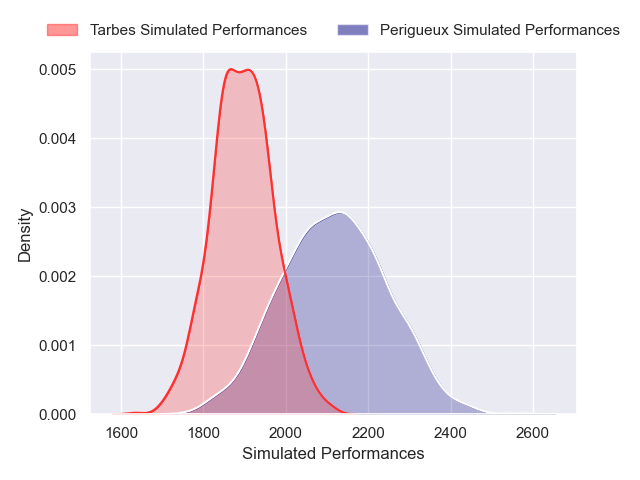 Tarbes Simulated Performances
Perigueux Simulated Performances
Density
0.005
0.004
0.003
0.002
0.001
0.000
1600 1800 2000 2200 2400 2600
Simulated Performances